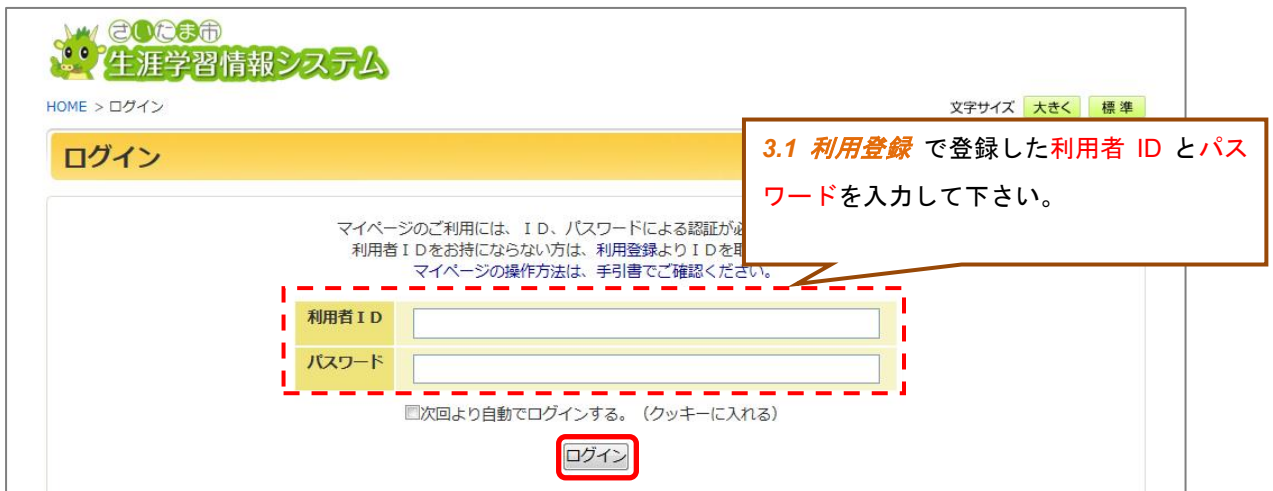 さいたま市
生涯学習情報システム
HOME > ログイン
文字サイズ 大きく 標準
ログイン
3.1 利用登録 で登録した利用者 ID とパス
ワードを入力して下さい。
マイページのご利用には、ＩＤ、パスワードによる認証が
利用者ＩＤをお持にならない方は、利用登録よりＩＤを
マイページの操作方法は、手引書でご確認ください。
利用者ＩＤ
パスワード
次回より自動でログインする。（クッキーに入れる）
ログイン